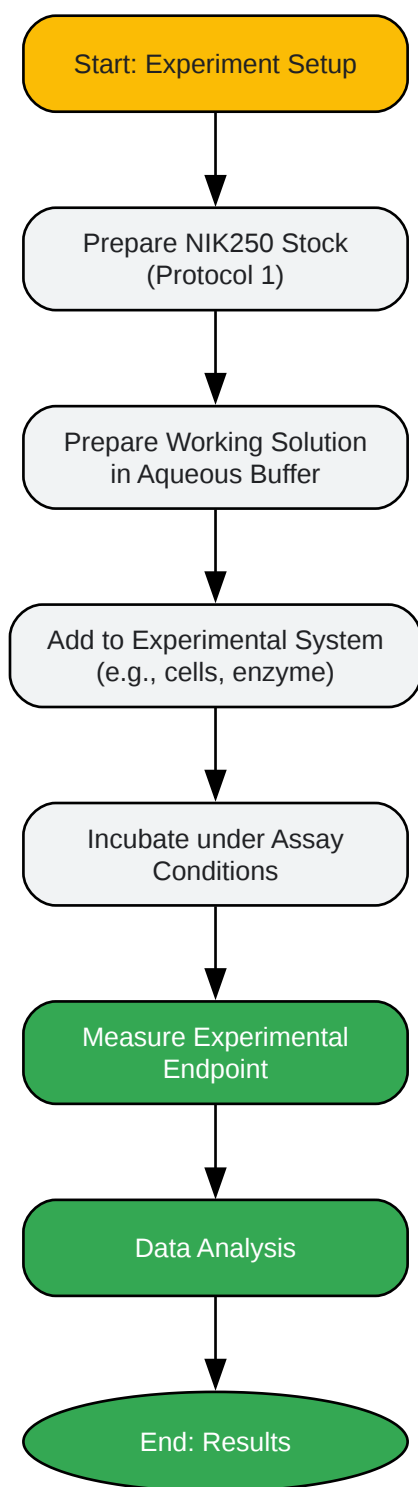 Start: Experiment Setup
Prepare NIK250 Stock
(Protocol 1)
Prepare Working Solution
in Aqueous Buffer
Add to Experimental System
(e.g., cells, enzyme)
Incubate under Assay
Conditions
Measure Experimental
Endpoint
Data Analysis
End: Results